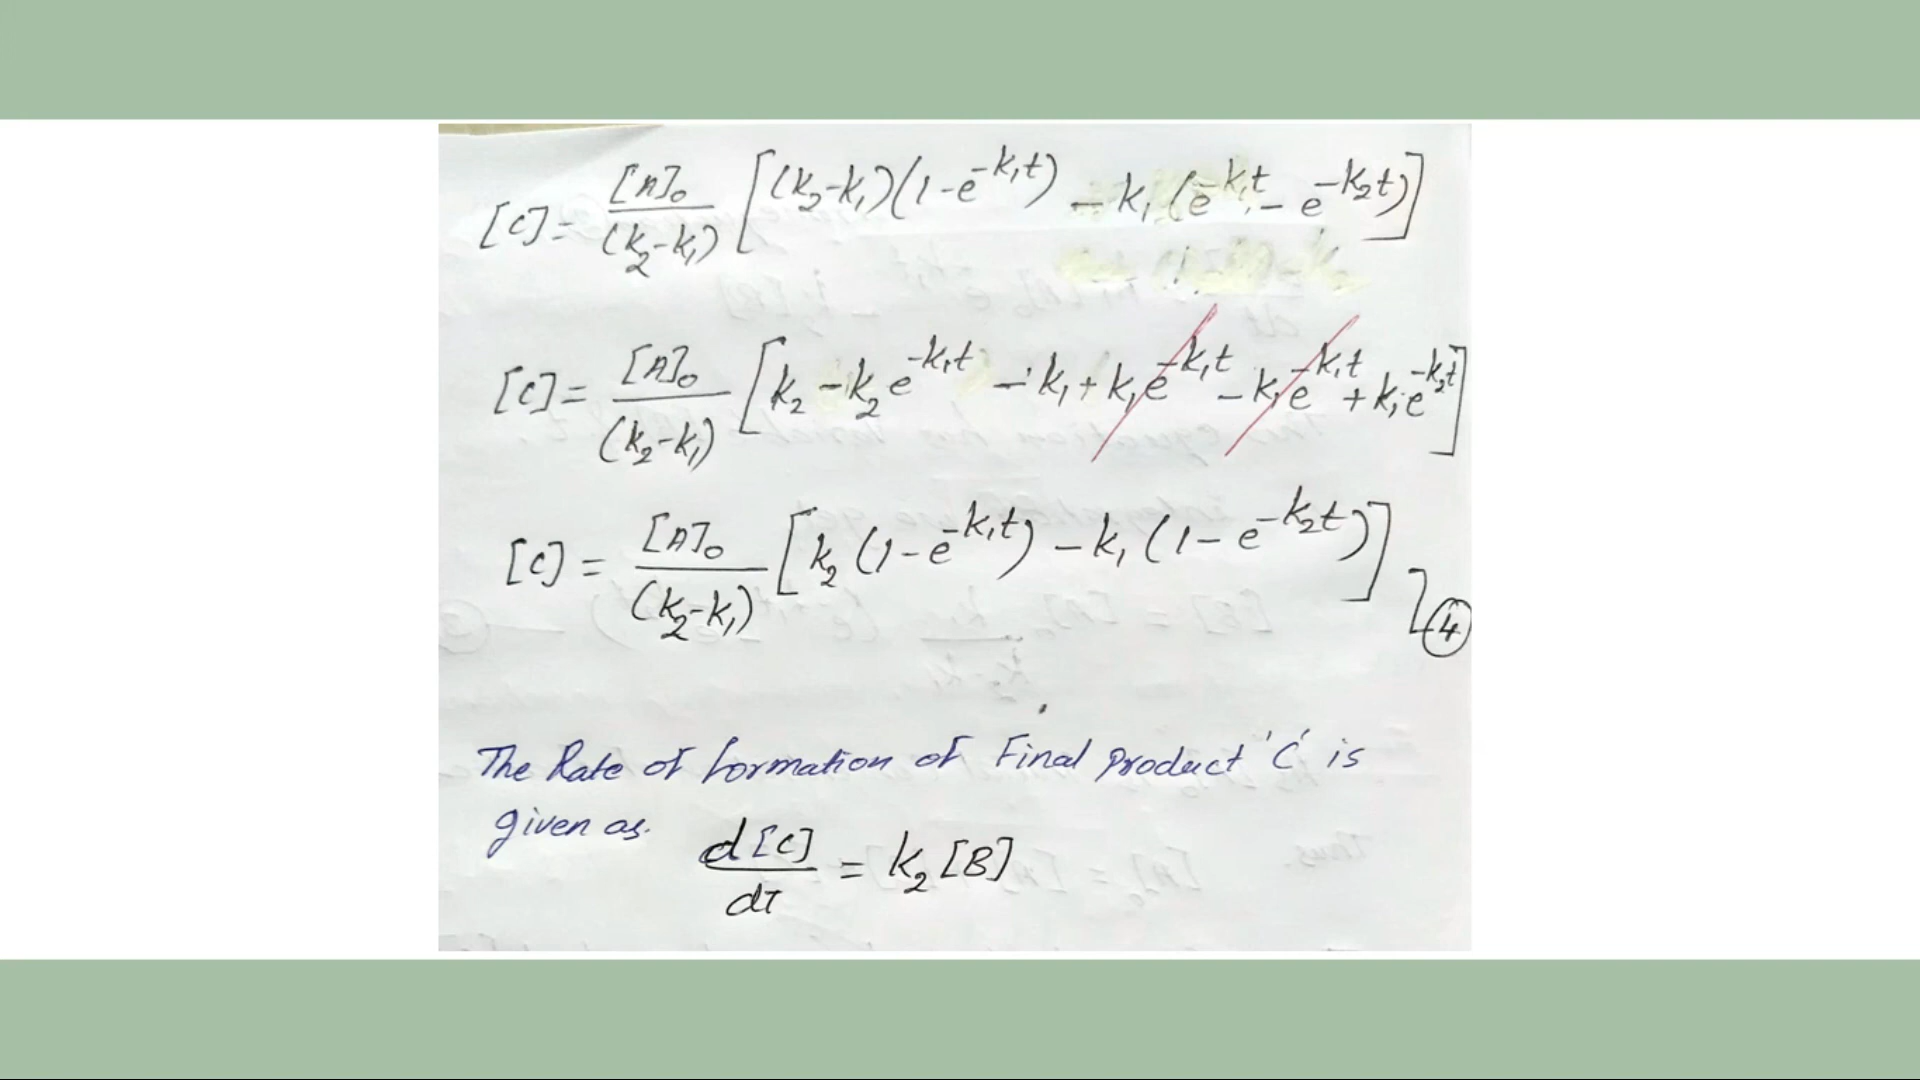 [C] = [A]₀/(k₂-k₁) [(k₂-k₁)(1-e^-k₁t) - k₁(e^-k₁t - e^-k₂t)]
[C] = [A]₀/(k₂-k₁) [k₂ - k₂e^-k₁t - k₁ + k₁e^-k₁t - k₁e^-k₁t + k₁e^-k₂t]
[C] = [A]₀/(k₂-k₁) [k₂(1-e^-k₁t) - k₁(1-e^-k₂t)]
④
The Rate of formation of Final Product 'C' is
given as.
d[C]/dt = k₂[B]